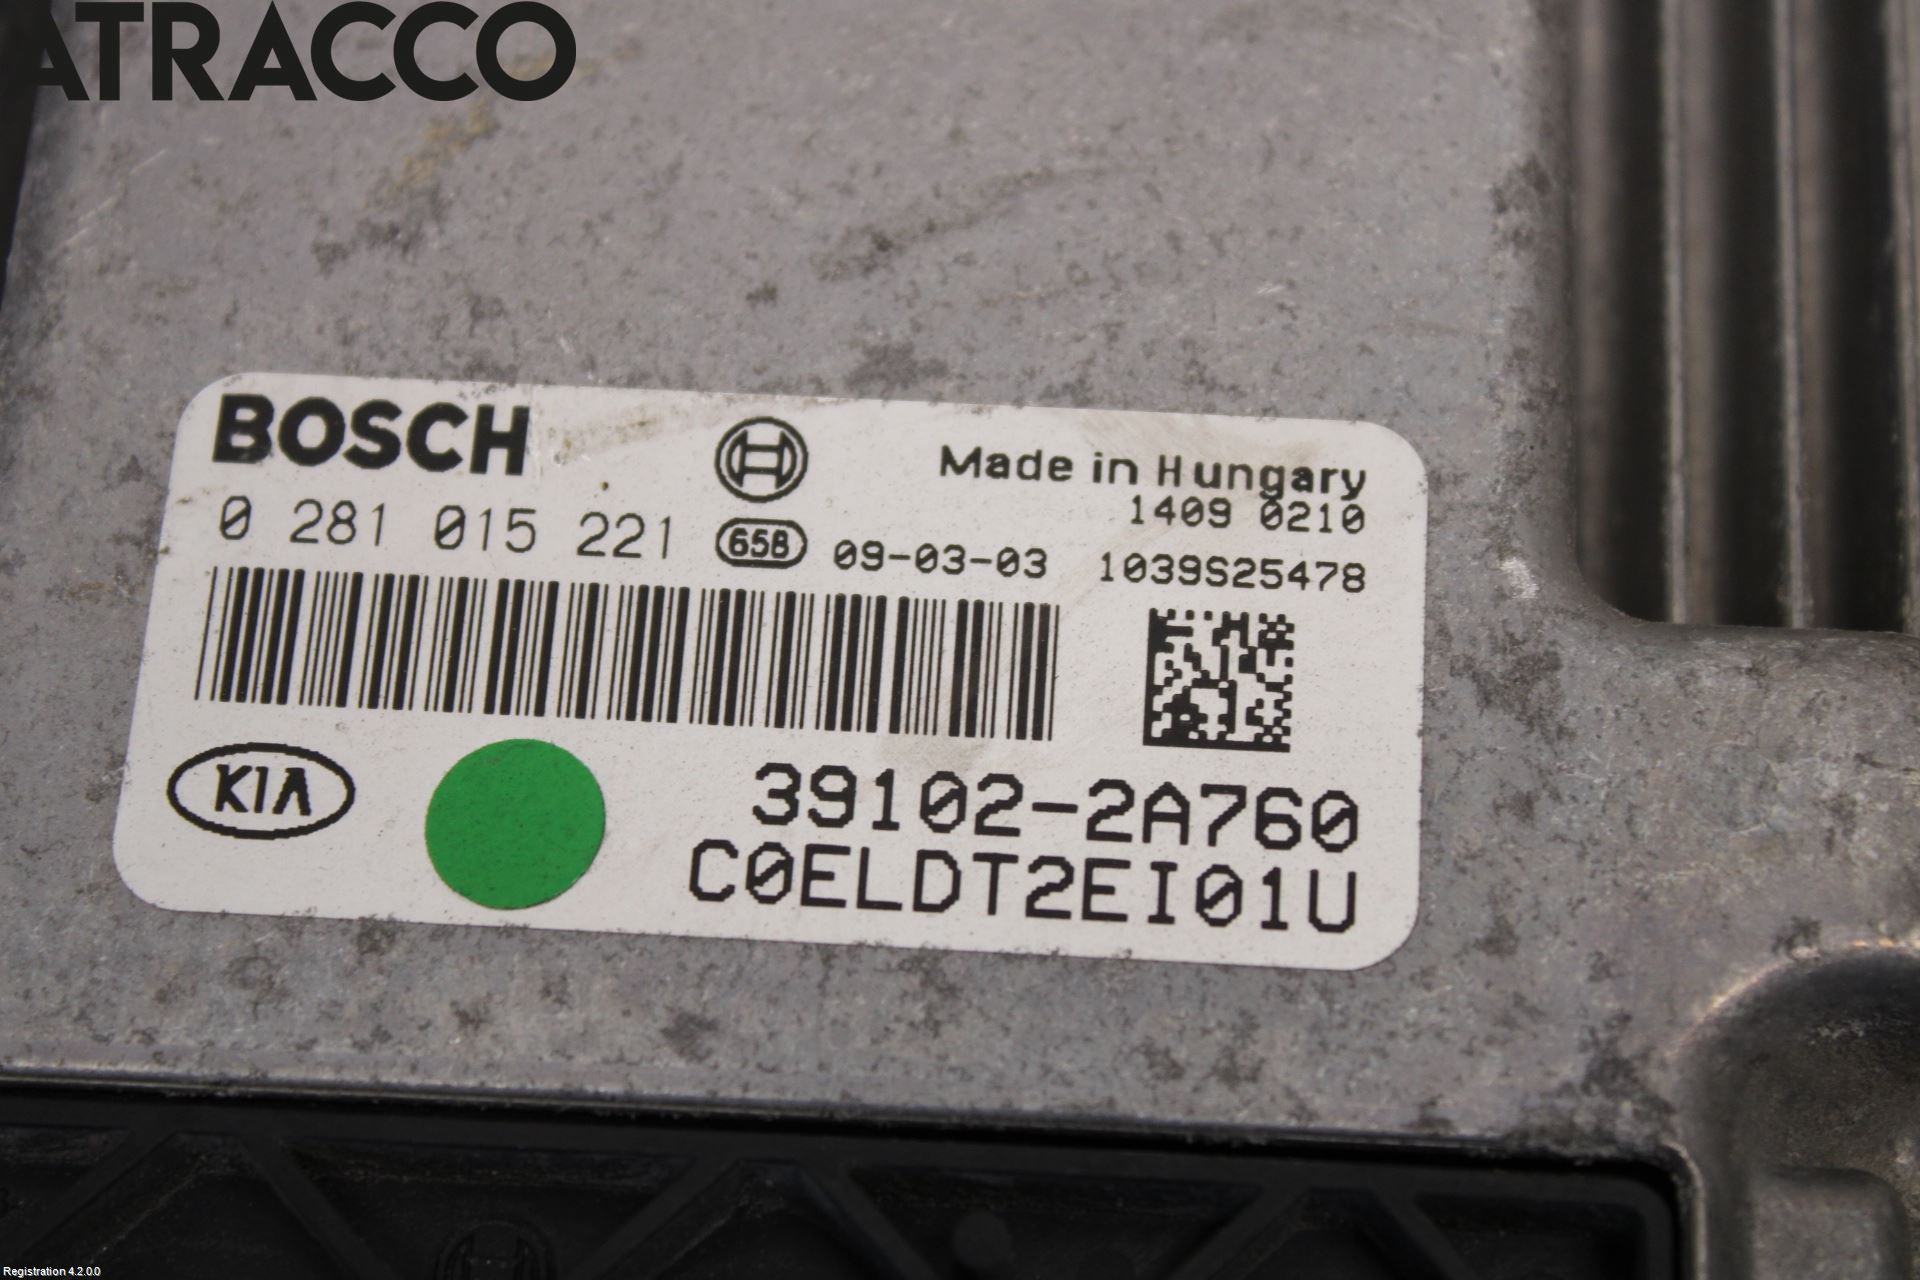 ATRACCO
BOSCH
Made in Hungary
1409 0210
0 281 015 221
658
09-03-03
1039S25478
KIA
39102-2A760
C0ELDT2EI01U
Registration 4.2.0.0